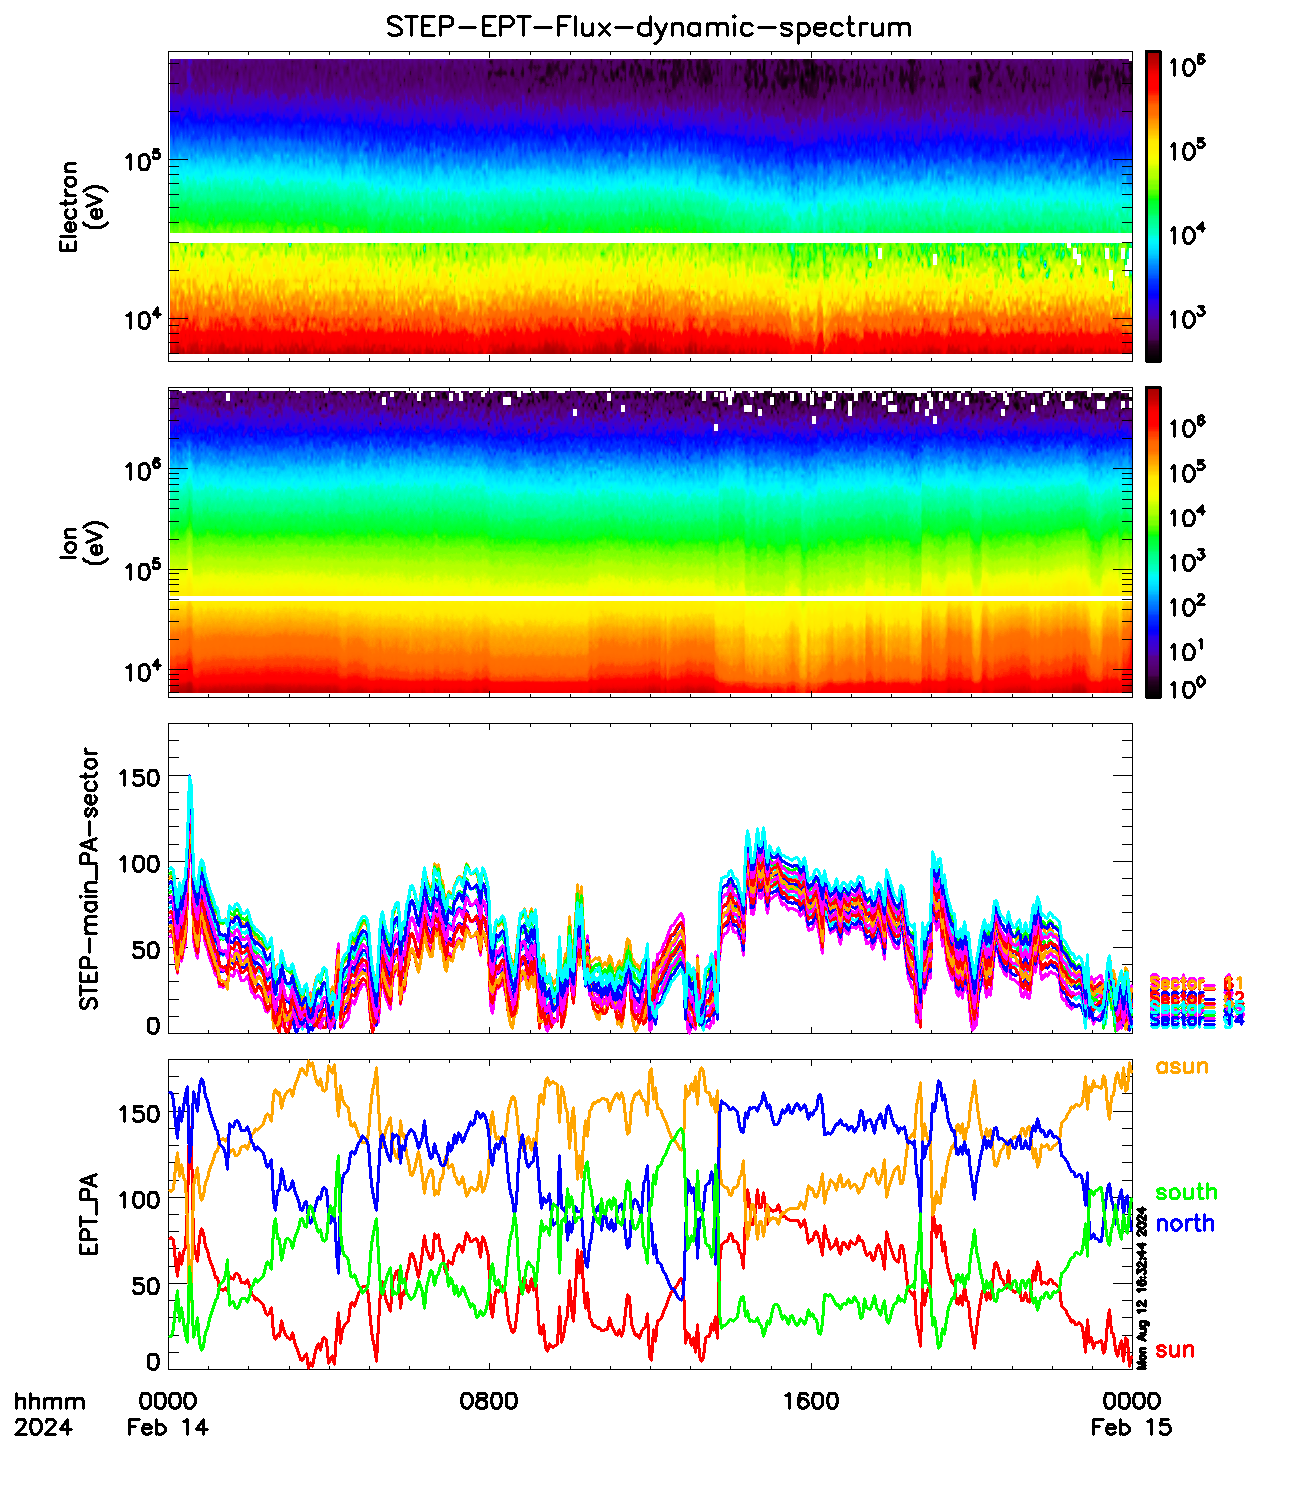 STEP-EPT-Flux-dynamic-spectrum
Electron
(eV)
10^5
10^4
10^6
10^5
10^4
10^3
Ion
(eV)
10^6
10^5
10^4
10^6
10^5
10^4
10^3
10^2
10^1
10^0
STEP-main_PA-sector
150
100
50
0
EPT_PA
150
100
50
0
asun
south
north
sun
Mon Aug 12 16:32:44 2024
hhmm
2024
0000
Feb 14
0800
1600
0000
Feb 15